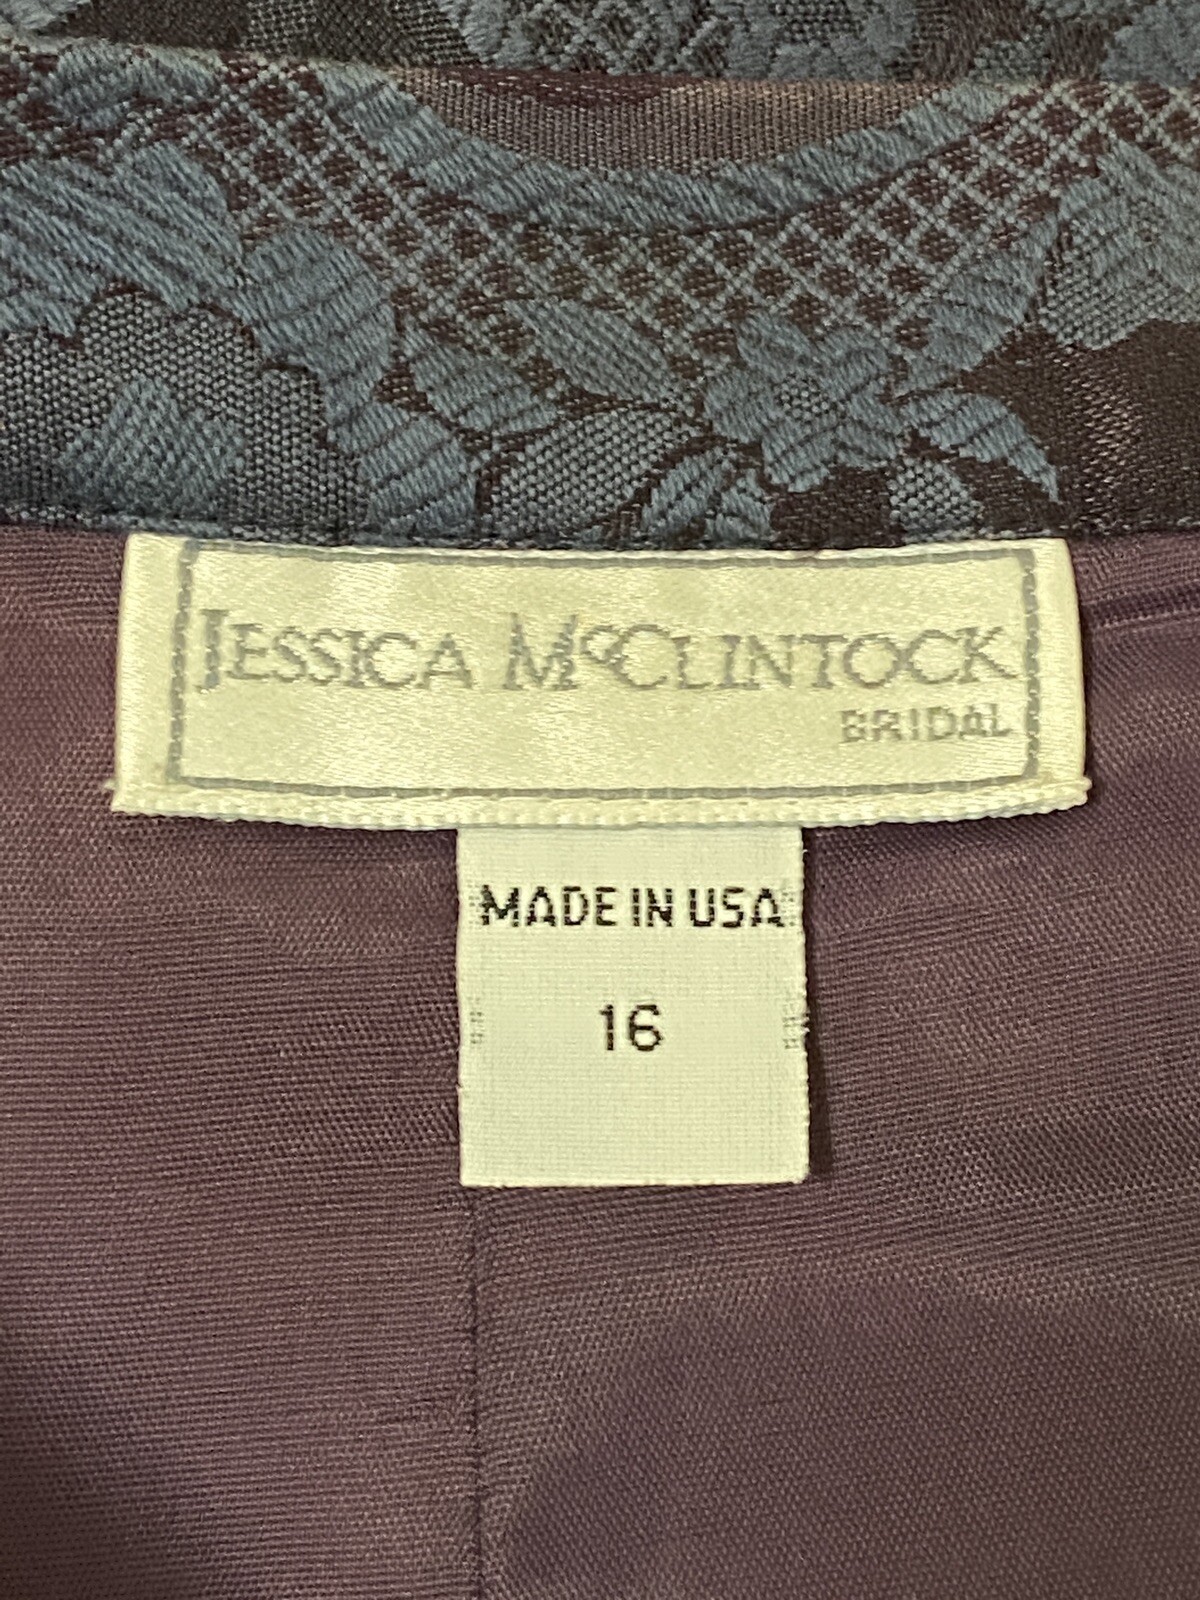 JESSICA McCLINTOCK
BRIDAL
MADE IN USA
16